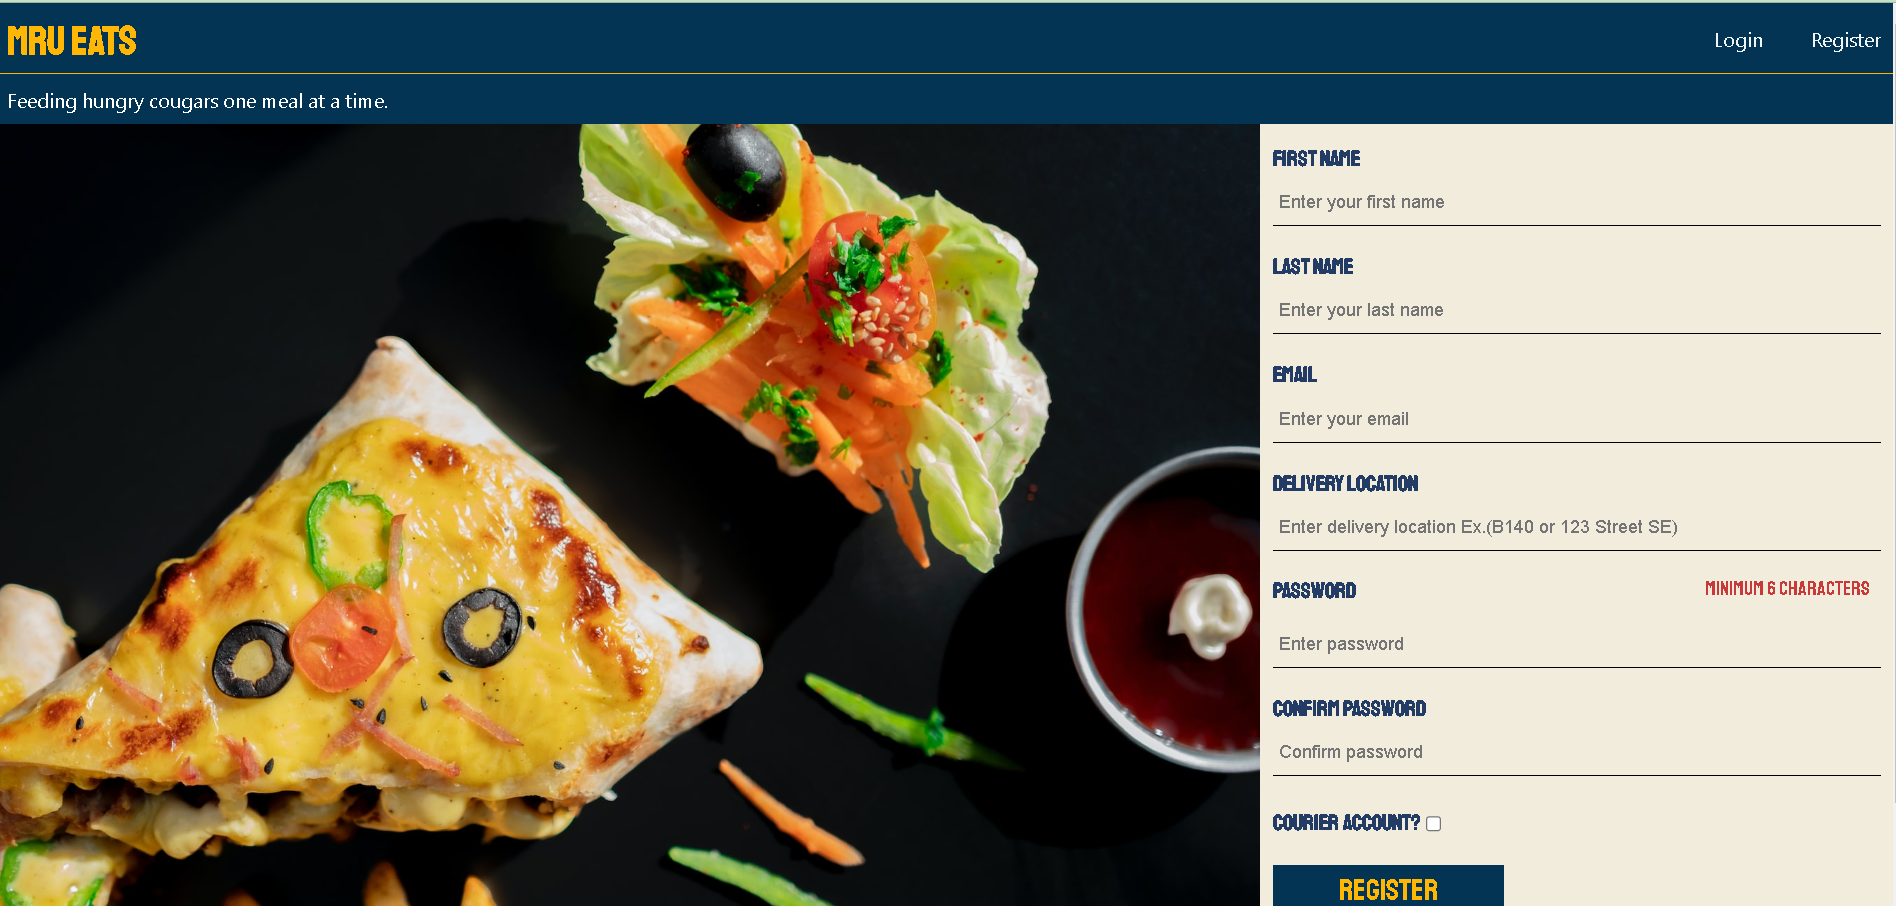 MRU EATS
Login
Register
Feeding hungry cougars one meal at a time.
FIRST NAME
Enter your first name
LAST NAME
Enter your last name
EMAIL
Enter your email
DELIVERY LOCATION
Enter delivery location Ex.(B140 or 123 Street SE)
PASSWORD
MINIMUM 6 CHARACTERS
Enter password
CONFIRM PASSWORD
Confirm password
COURIER ACCOUNT?
REGISTER